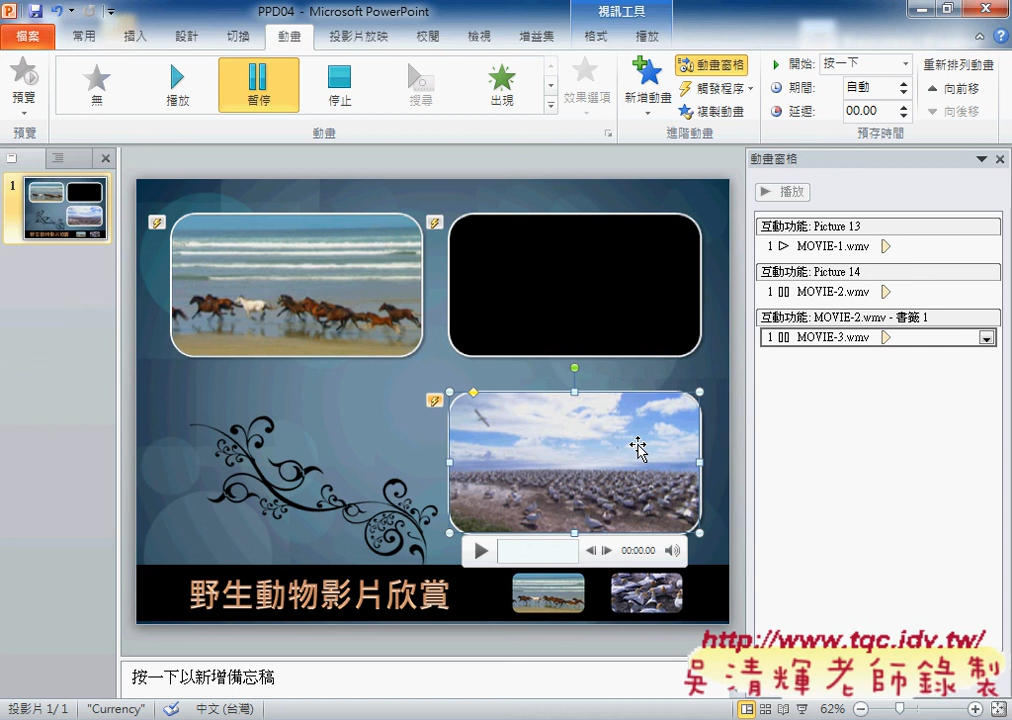 PPD04 - Microsoft PowerPoint
視訊工具
檔案
常用
插入
設計
切換
動畫
投影片放映
校閱
檢視
增益集
格式
播放
預覽
無
播放
暫停
停止
搜尋
出現
效果選項
新增動畫
動畫窗格
觸發程序
複製動畫
開始: 按一下
期間: 自動
延遲: 00.00
重新排列動畫
向前移
向後移
預覽
動畫
進階動畫
預存時間
1
動畫窗格
播放
互動功能: Picture 13
1 MOVIE-1.wmv
互動功能: Picture 14
1 MOVIE-2.wmv
互動功能: MOVIE-2.wmv - 書籤 1
1 MOVIE-3.wmv
00:00.00
野生動物影片欣賞
http://www.tqc.idv.tw/
吳清輝老師錄製
按一下以新增備忘稿
投影片 1/ 1
"Currency"
中文 (台灣)
62%